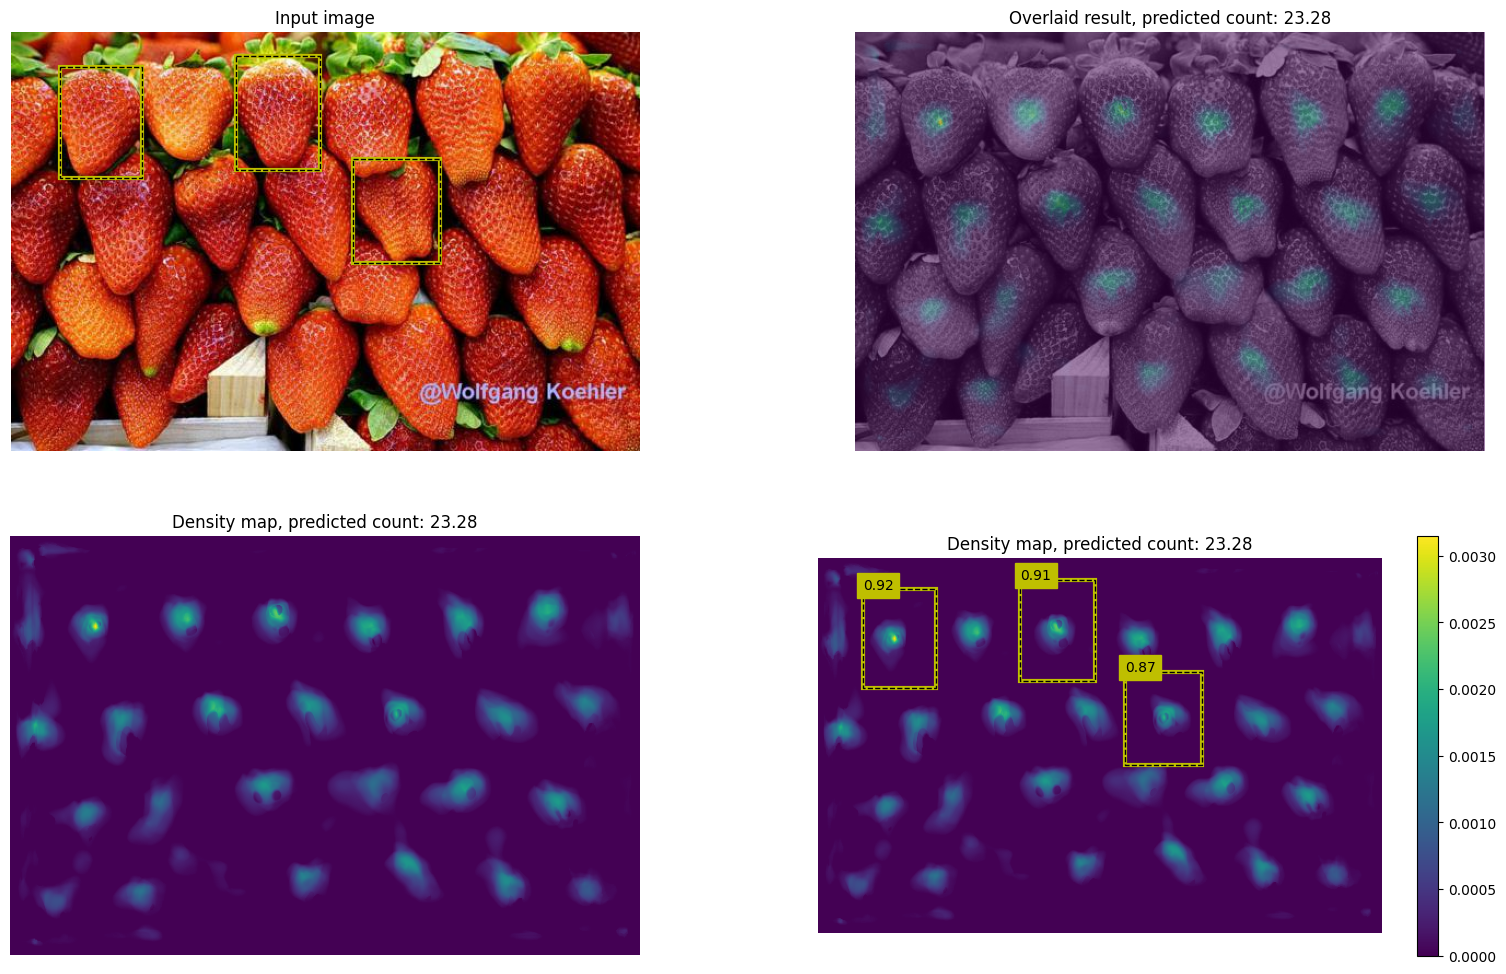 Input image
@Wolfgang Koehler
Overlaid result, predicted count: 23.28
@Wolfgang Koehler
Density map, predicted count: 23.28
Density map, predicted count: 23.28
0.92
0.91
0.87
0.0030
0.0025
0.0020
0.0015
0.0010
0.0005
0.0000